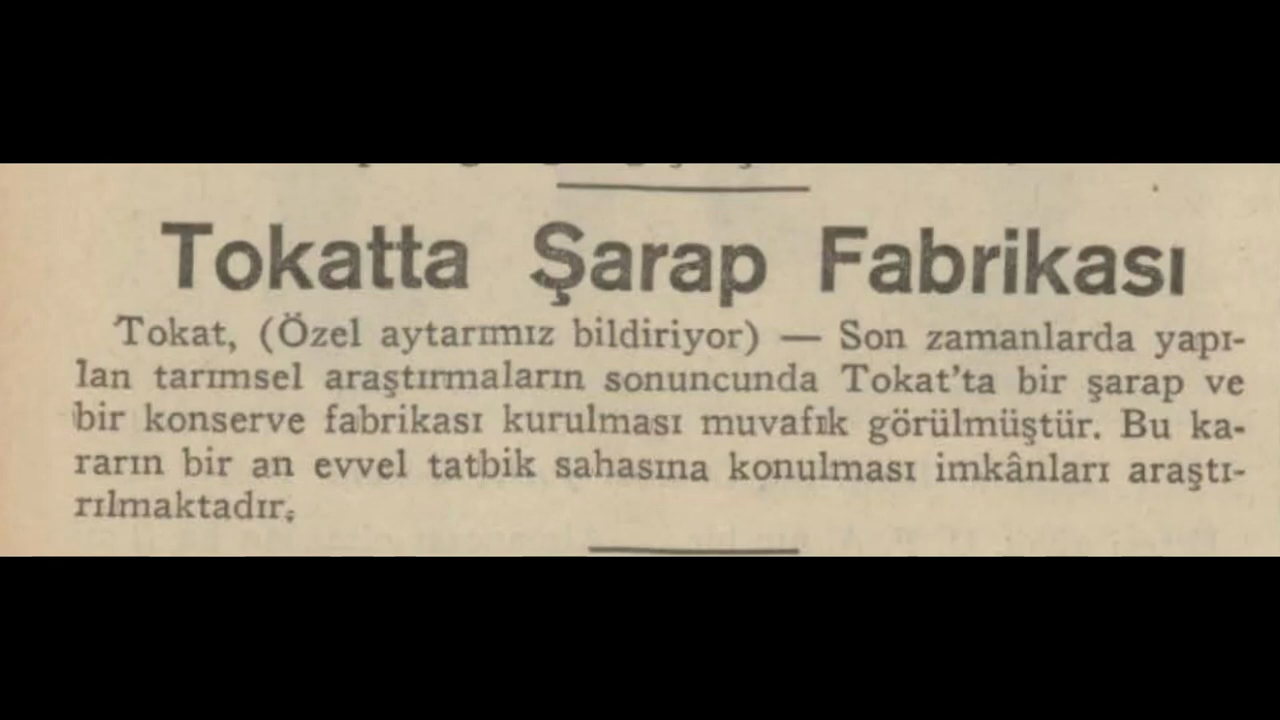 Tokatta Şarap Fabrikası
Tokat, (Özel aytarımız bildiriyor) — Son zamanlarda yapı-
lan tarımsel araştırmaların sonuncunda Tokat'ta bir şarap ve
bir konserve fabrikası kurulması muvafık görülmüştür. Bu ka-
rarın bir an evvel tatbik sahasına konulması imkânları araştı-
rılmaktadır.